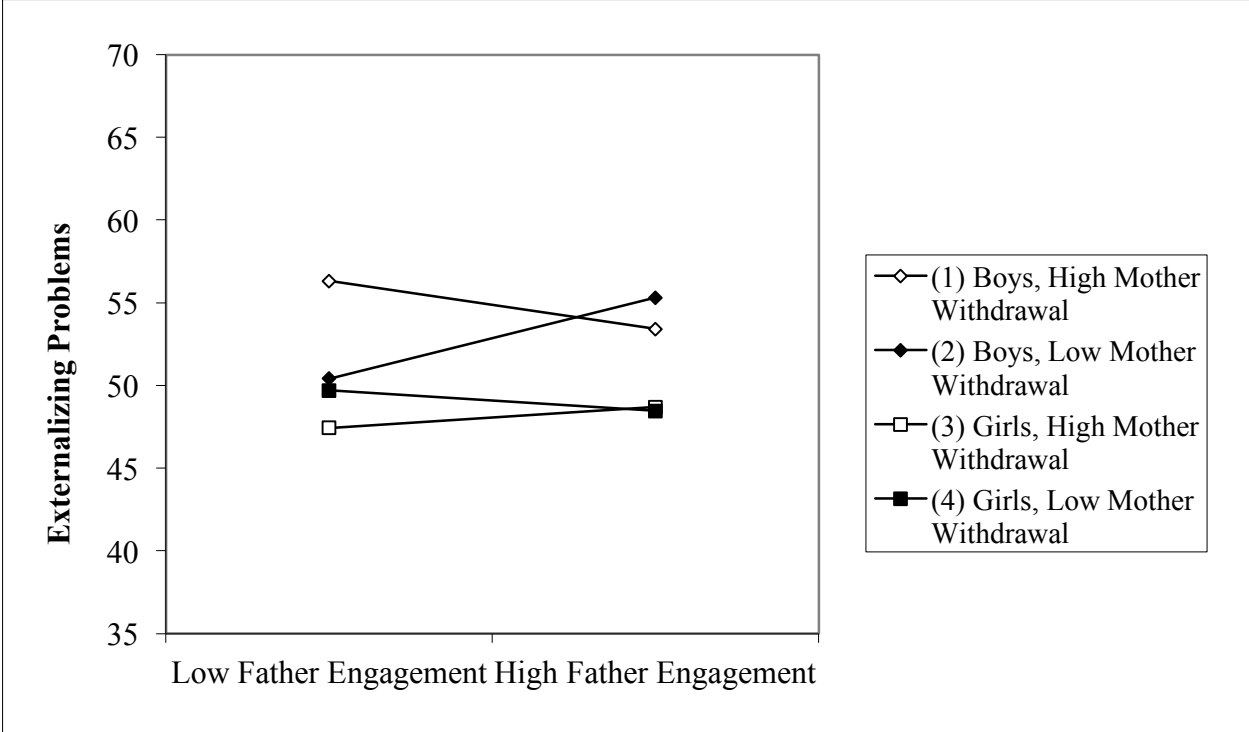 70
65
60
55
50
45
40
35
Externalizing Problems
Low Father Engagement High Father Engagement
(1) Boys, High Mother
Withdrawal
(2) Boys, Low Mother
Withdrawal
(3) Girls, High Mother
Withdrawal
(4) Girls, Low Mother
Withdrawal